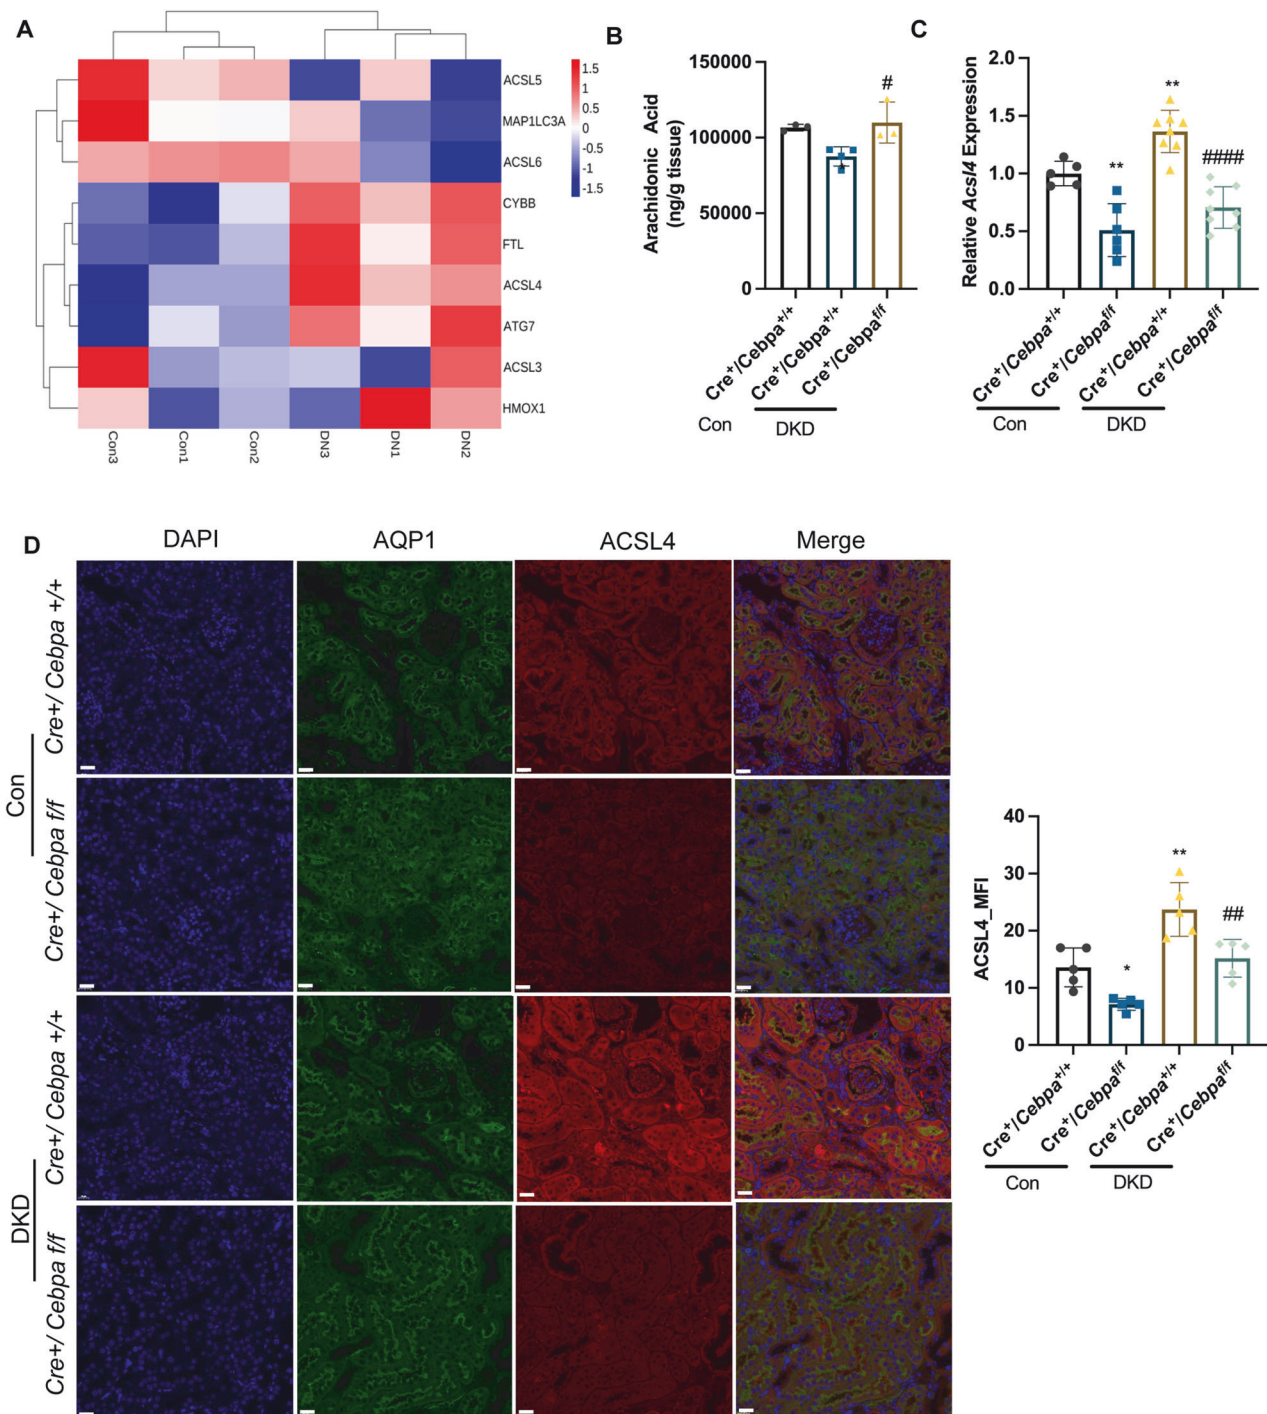 A
ACSL5
MAP1LC3A
ACSL6
CYBB
FTL
ACSL4
ATG7
ACSL3
HMOX1
Con3
Con1
Con2
DN3
DN1
DN2
1.5
1
0.5
0
-0.5
-1
-1.5
B
Arachidonic Acid
(ng/g tissue)
150000
100000
50000
0
#
Cre+/Cebpa+/+
Cre+/Cebpa+/+
Cre+/Cebpaf/f
Con
DKD
C
Relative Acsl4 Expression
2.0
1.5
1.0
0.5
0.0
**
**
####
Cre+/Cebpa+/+
Cre+/Cebpaf/f
Cre+/Cebpa+/+
Cre+/Cebpaf/f
Con
DKD
D
DAPI
AQP1
ACSL4
Merge
Con
Cre+/ Cebpa +/+
Cre+/ Cebpa f/f
DKD
Cre+/ Cebpa +/+
Cre+/ Cebpa f/f
ACSL4_MFI
40
30
20
10
0
*
**
##
Cre+/Cebpa+/+
Cre+/Cebpaf/f
Cre+/Cebpa+/+
Cre+/Cebpaf/f
Con
DKD